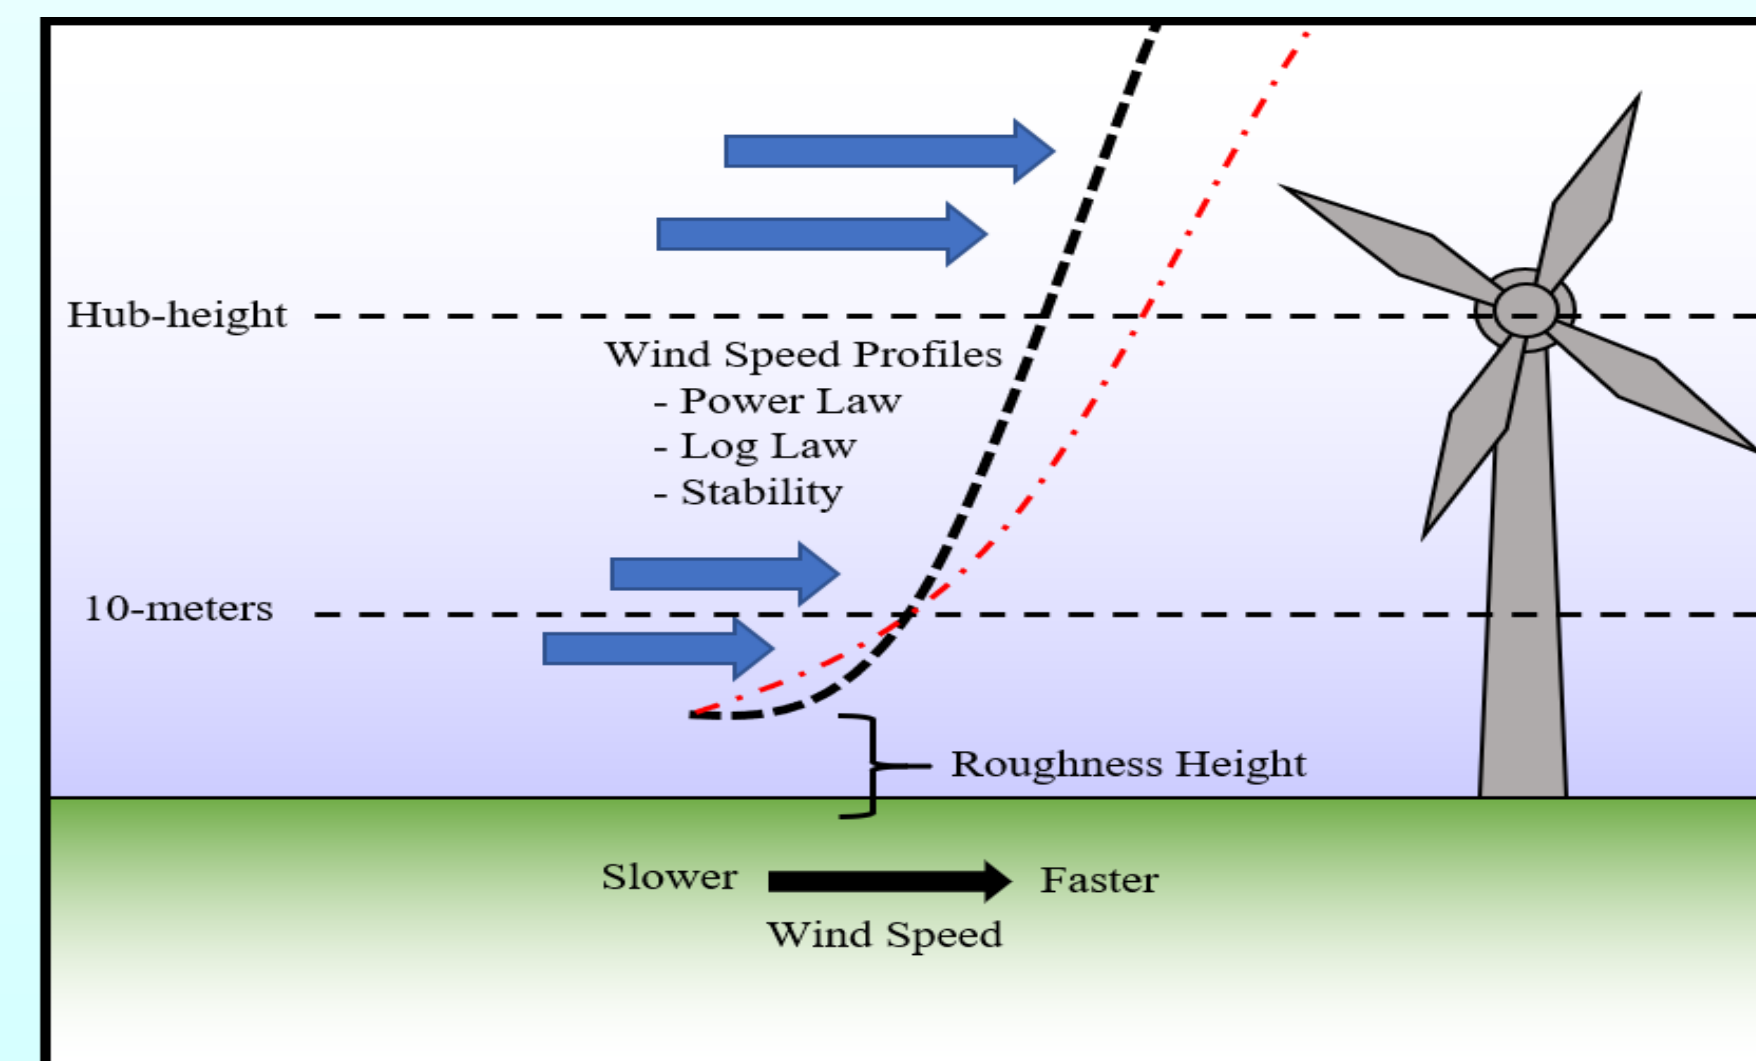 Hub-height
Wind Speed Profiles
- Power Law
- Log Law
- Stability
10-meters
Roughness Height
Slower
Faster
Wind Speed